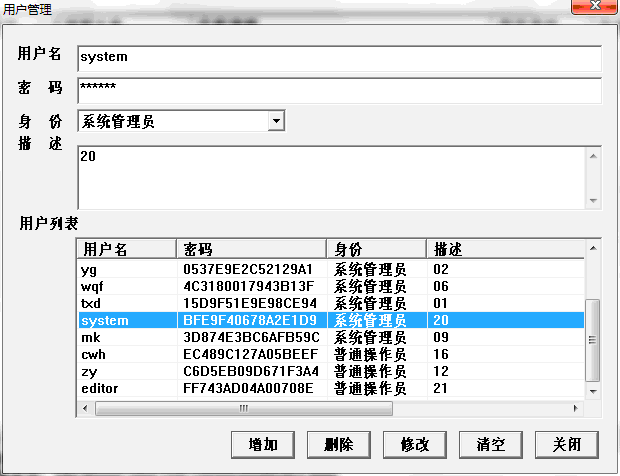 用户管理
用户名 system
密 码 ******
身 份 系统管理员
描 述 20
用户列表
用户名 密码 身份 描述
yg 0537E9E2C52129A1 系统管理员 02
wqf 4C3180017943B13F 系统管理员 06
txd 15D9F51E9E98CE94 系统管理员 01
system BFE9F40678A2E1D9 系统管理员 20
mk 3D874E3BC6AFB59C 系统管理员 09
cwh EC489C127A05BEEF 普通操作员 16
zy C6D5EB09D671F3A4 普通操作员 12
editor FF743AD04A00708E 普通操作员 21
增加 删除 修改 清空 关闭